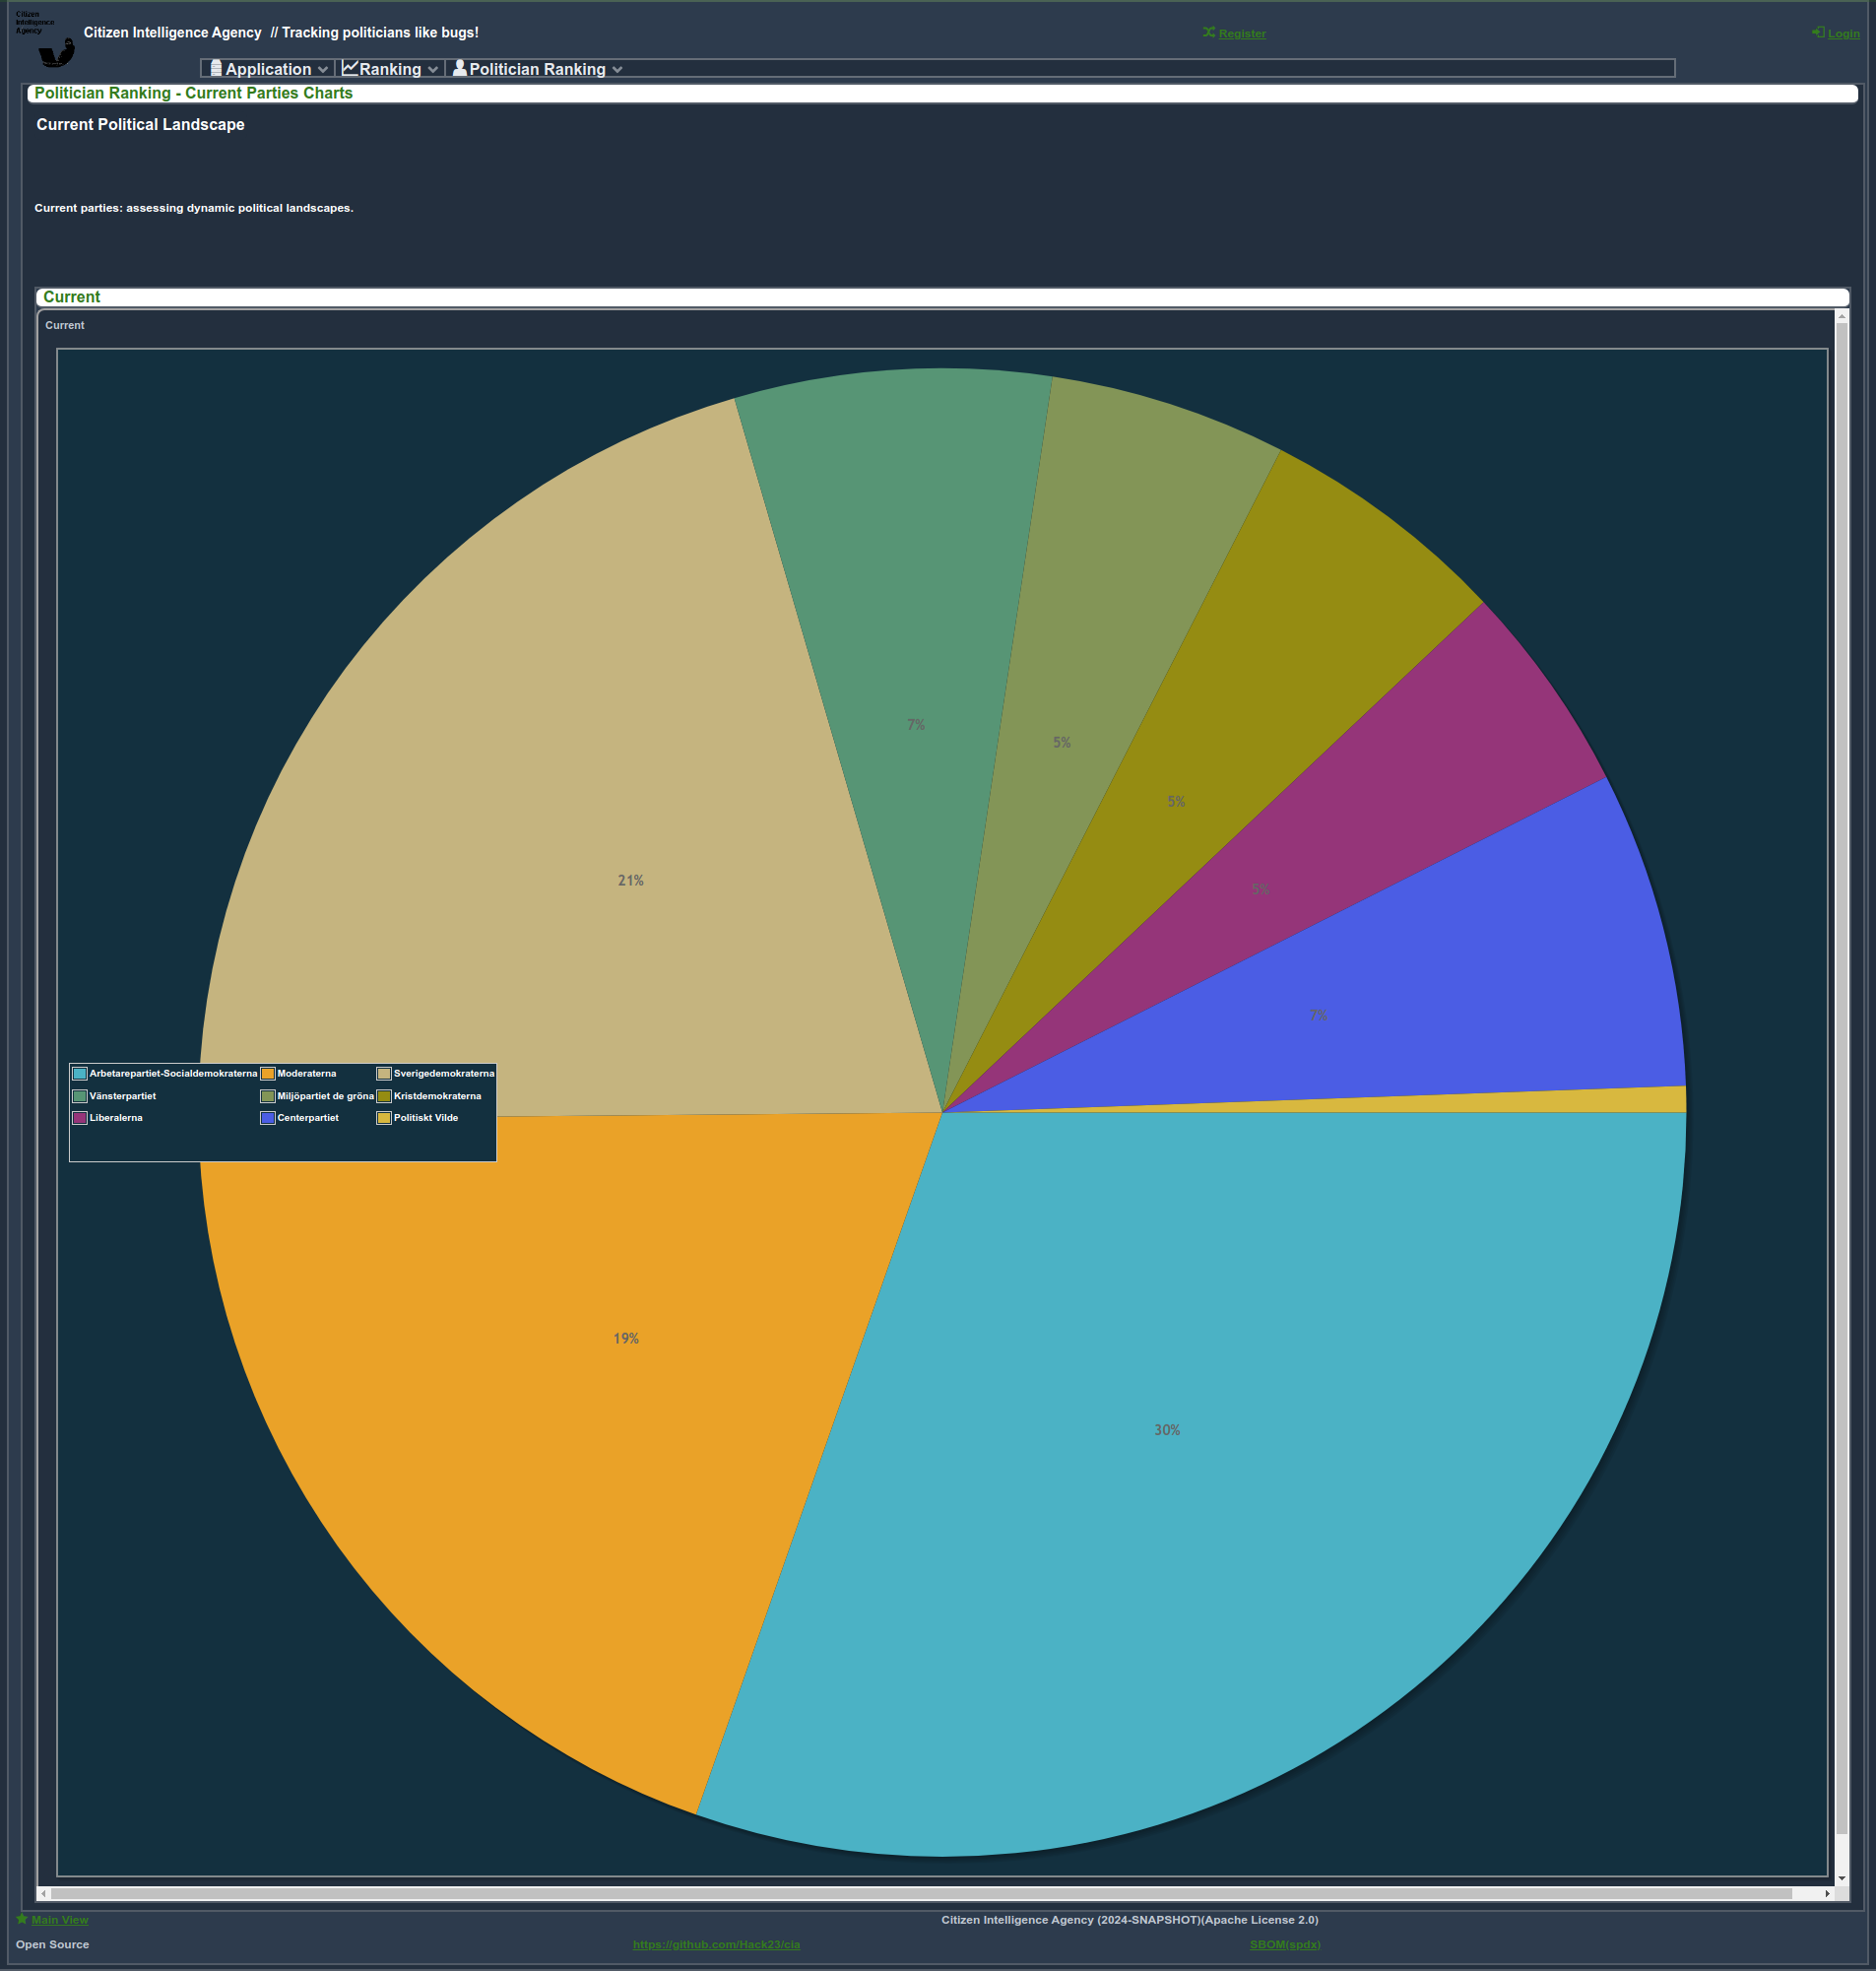 Citizen
Intelligence
Agency
Citizen Intelligence Agency // Tracking politicians like bugs!
Register
Login
Application
Ranking
Politician Ranking
Politician Ranking - Current Parties Charts
Current Political Landscape
Current parties: assessing dynamic political landscapes.
Current
Current
7%
5%
5%
21%
5%
7%
Arbetarepartiet-Socialdemokraterna Moderaterna Sverigedemokraterna
Vänsterpartiet Miljöpartiet de gröna Kristdemokraterna
Liberalerna Centerpartiet Politiskt Vilde
19%
30%
Main View
Citizen Intelligence Agency (2024-SNAPSHOT)(Apache License 2.0)
Open Source
https://github.com/Hack23/cia
SBOM(spdx)